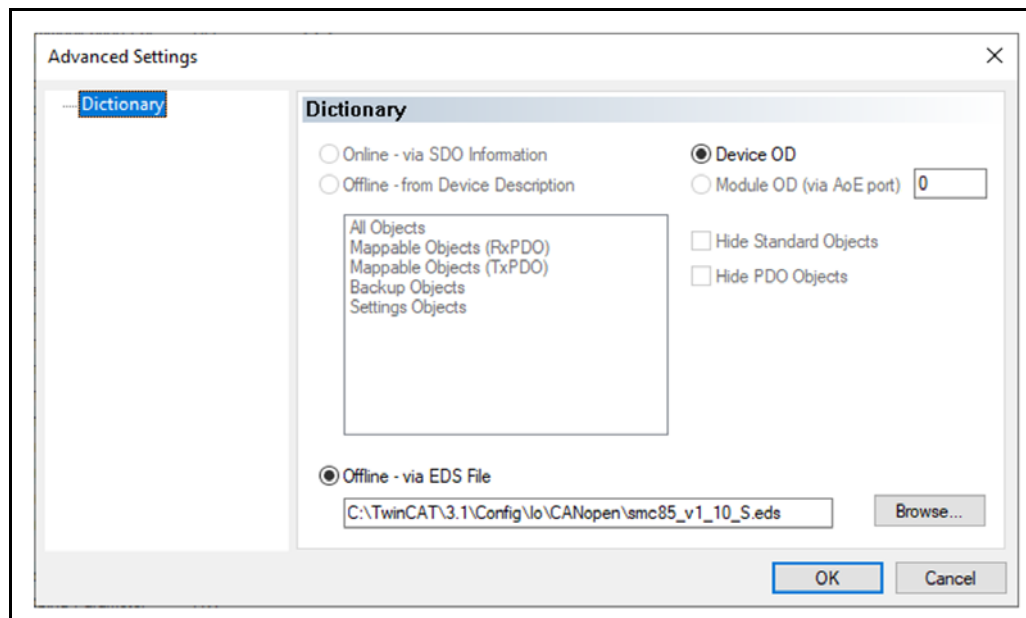 Advanced Settings
Dictionary
Dictionary
Online - via SDO Information
Device OD
Offline - from Device Description
Module OD (via AoE port) 0
All Objects
Mappable Objects (RxPDO)
Mappable Objects (TxPDO)
Backup Objects
Settings Objects
Hide Standard Objects
Hide PDO Objects
Offline - via EDS File
C:\TwinCAT\3.1\Config\Io\CANopen\smc85_v1_10_S.eds
Browse...
OK
Cancel